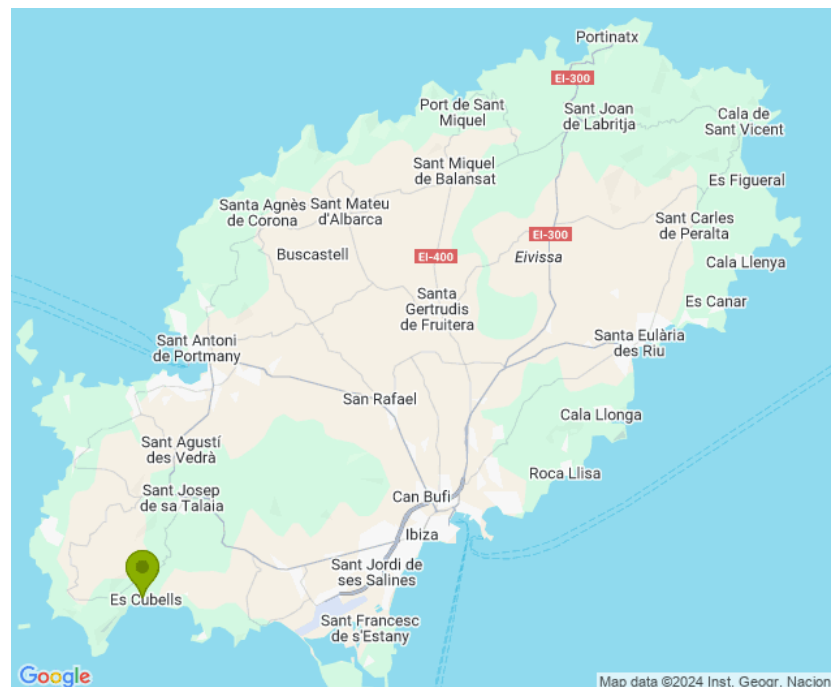 Portinatx
EI-300
Port de Sant
Miquel
Sant Joan
de Labritja
Cala de
Sant Vicent
Sant Miquel
de Balansat
Es Figueral
Santa Agnès
de Corona
Sant Mateu
d'Albarca
Sant Carles
de Peralta
EI-300
Buscastell
EI-400
Eivissa
Cala Llenya
Santa
Gertrudis
de Fruitera
Es Canar
Sant Antoni
de Portmany
Santa Eulària
des Riu
San Rafael
Cala Llonga
Sant Agustí
des Vedrà
Roca Llisa
Sant Josep
de sa Talaia
Can Bufi
Ibiza
Sant Jordi de
ses Salines
Es Cubells
Sant Francesc
de s'Estany
Google
Map data ©2024 Inst. Geogr. Nacion